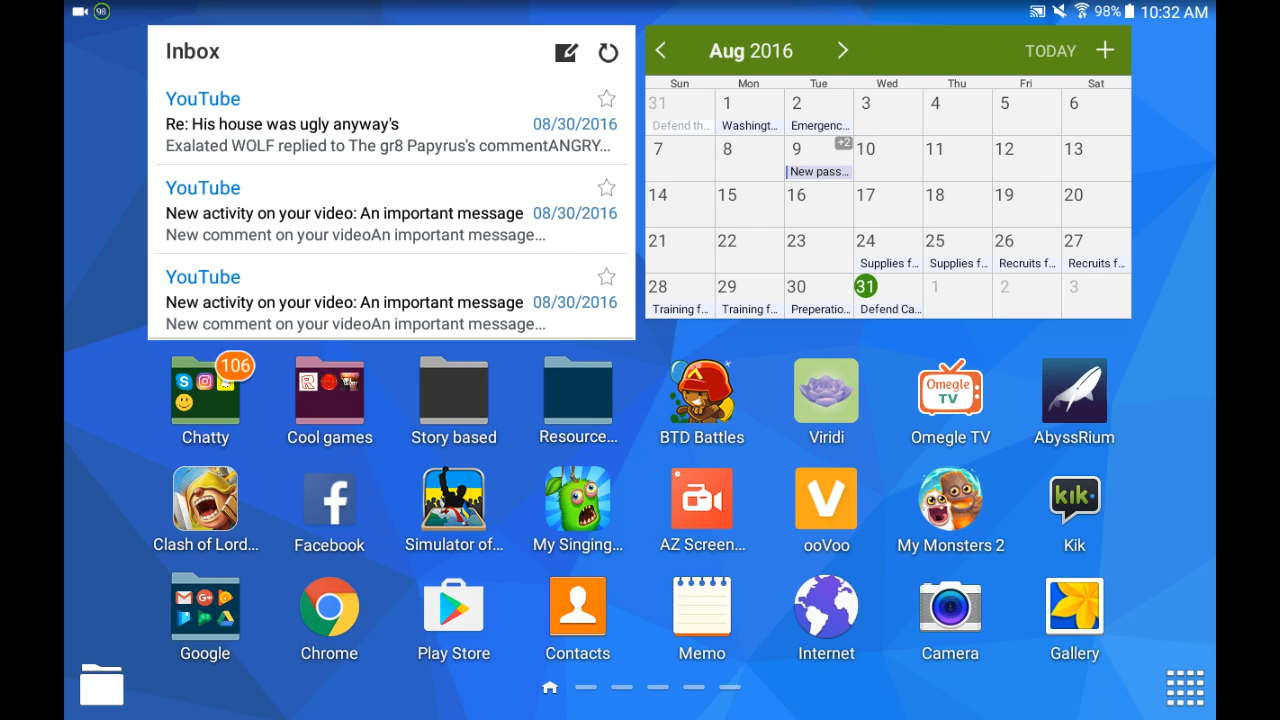 98
98% 10:32 AM
Inbox
YouTube
Re: His house was ugly anyway's 08/30/2016
Exalated WOLF replied to The gr8 Papyrus's commentANGRY...
YouTube
New activity on your video: An important message 08/30/2016
New comment on your videoAn important message...
YouTube
New activity on your video: An important message 08/30/2016
New comment on your videoAn important message...
Aug 2016 TODAY
Sun Mon Tue Wed Thu Fri Sat
31 1 2 3 4 5 6
Defend th... Washingt... Emergenc...
7 8 9 +2 10 11 12 13
New pass...
14 15 16 17 18 19 20
21 22 23 24 25 26 27
Supplies f... Supplies f... Recruits f... Recruits f...
28 29 30 31 1 2 3
Training f... Training f... Preperatio... Defend Ca...
106
Omegle
TV
Chatty Cool games Story based Resource... BTD Battles Viridi Omegle TV AbyssRium
kik
Clash of Lord... Facebook Simulator of... My Singing... AZ Screen... ooVoo My Monsters 2 Kik
Google Chrome Play Store Contacts Memo Internet Camera Gallery